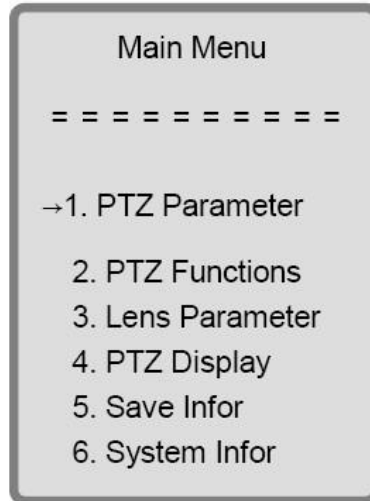 Main Menu
= = = = = = = = = =
→1. PTZ Parameter
2. PTZ Functions
3. Lens Parameter
4. PTZ Display
5. Save Infor
6. System Infor